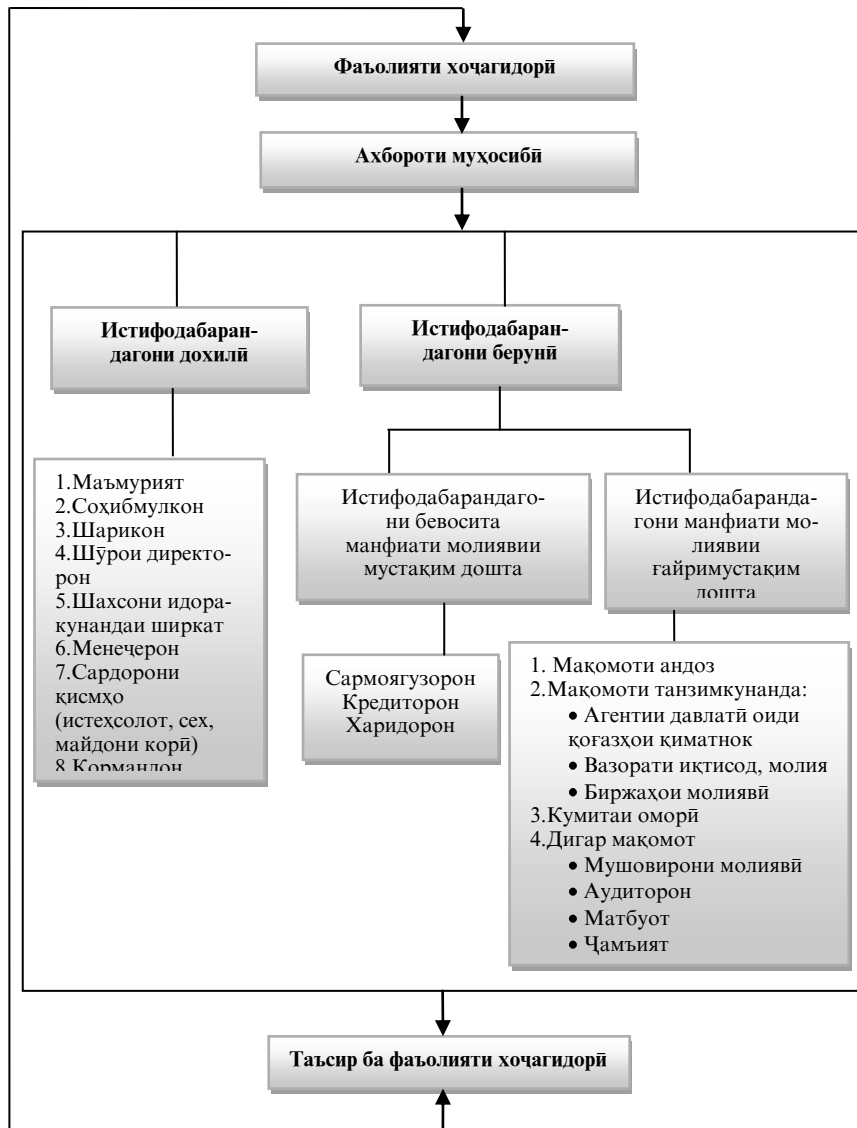 Фаъолияти хоҷагидорӣ
Ахбороти муҳосибӣ
Истифодабаран-
дагони дохилӣ
1.Маъмурият
2.Соҳибмулкон
3.Шарикон
4.Шӯрои директо-
рон
5.Шахсони идора-
кунандаи ширкат
6.Менеҷерон
7.Сардорони
қисмҳо
(истеҳсолот, сех,
майдони корӣ)
8.Кормандон
Истифодабаран-
дагони берунӣ
Истифодабарандаго-
ни бевосита
манфиати молиявии
мустақим дошта
Сармоягузорон
Кредиторон
Харидорон
Истифодабаранда-
гони манфиати мо-
лиявии
ғайримустақим
дошта
1. Мақомоти андоз
2.Мақомоти танзимкунанда:
• Агентии давлатӣ оиди
қоғазҳои қиматнок
• Вазорати иқтисод, молия
• Биржаҳои молиявӣ
3.Кумитаи оморӣ
4.Дигар мақомот
• Мушовирони молиявӣ
• Аудиторон
• Матбуот
• Ҷамъият
Таъсир ба фаъолияти хоҷагидорӣ